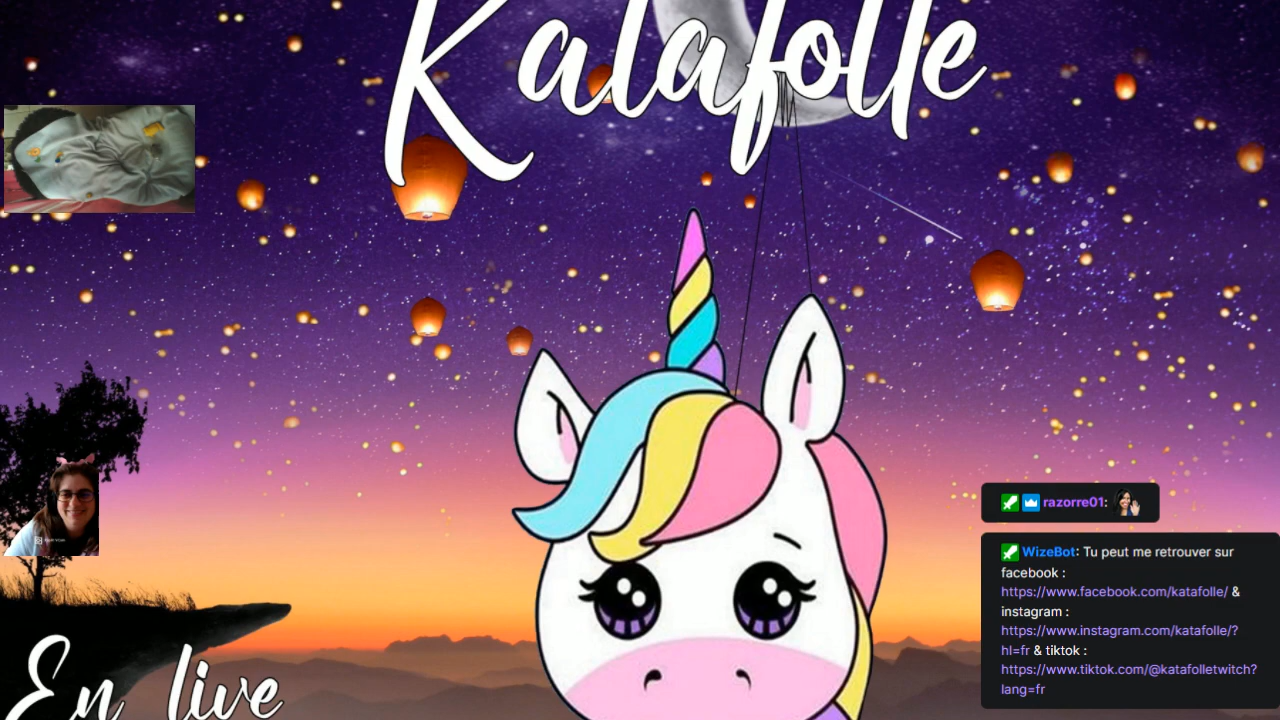 Katafolle
razorre01:
WizeBot: Tu peut me retrouver sur
facebook :
https://www.facebook.com/katafolle/ &
instagram :
https://www.instagram.com/katafolle/?
hl=fr & tiktok :
https://www.tiktok.com/@katafolletwitch?
lang=fr
En live